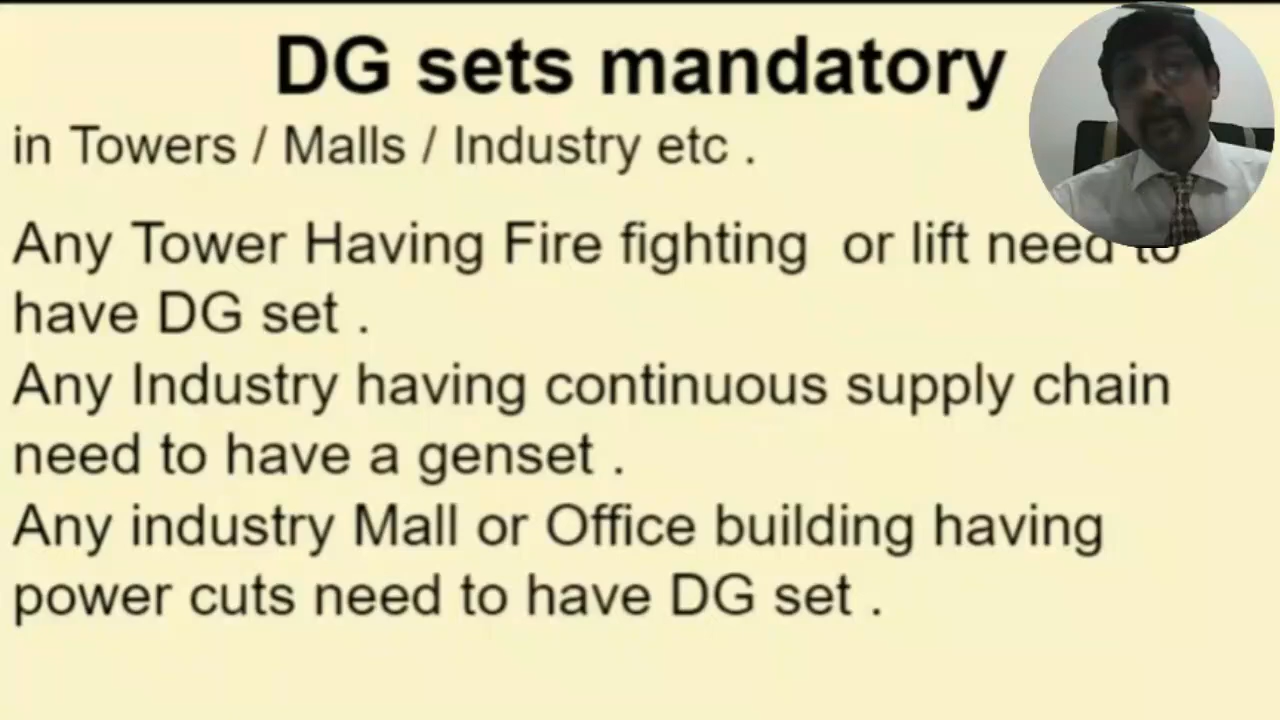 DG sets mandatory
in Towers / Malls / Industry etc .
Any Tower Having Fire fighting or lift need to
have DG set .
Any Industry having continuous supply chain
need to have a genset .
Any industry Mall or Office building having
power cuts need to have DG set .